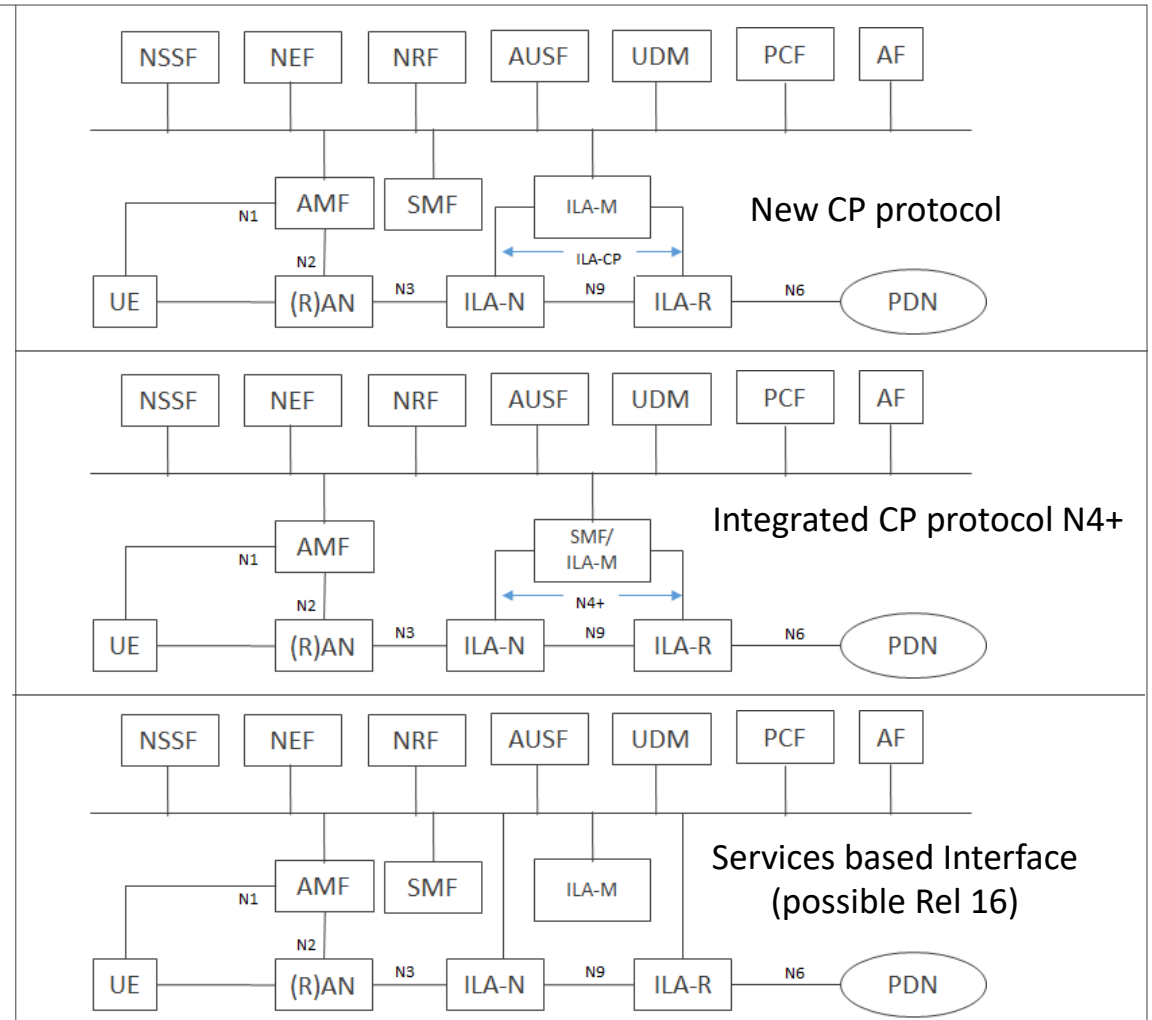 NSSF NEF NRF AUSF UDM PCF AF
AMF SMF ILA-M New CP protocol
N1
ILA-CP
N2
UE (R)AN N3 ILA-N N9 ILA-R N6 PDN
NSSF NEF NRF AUSF UDM PCF AF
Integrated CP protocol N4+
AMF SMF/
ILA-M
N1
N4+
N2
UE (R)AN N3 ILA-N N9 ILA-R N6 PDN
NSSF NEF NRF AUSF UDM PCF AF
Services based Interface
(possible Rel 16)
AMF SMF ILA-M
N1
N2
UE (R)AN N3 ILA-N N9 ILA-R N6 PDN